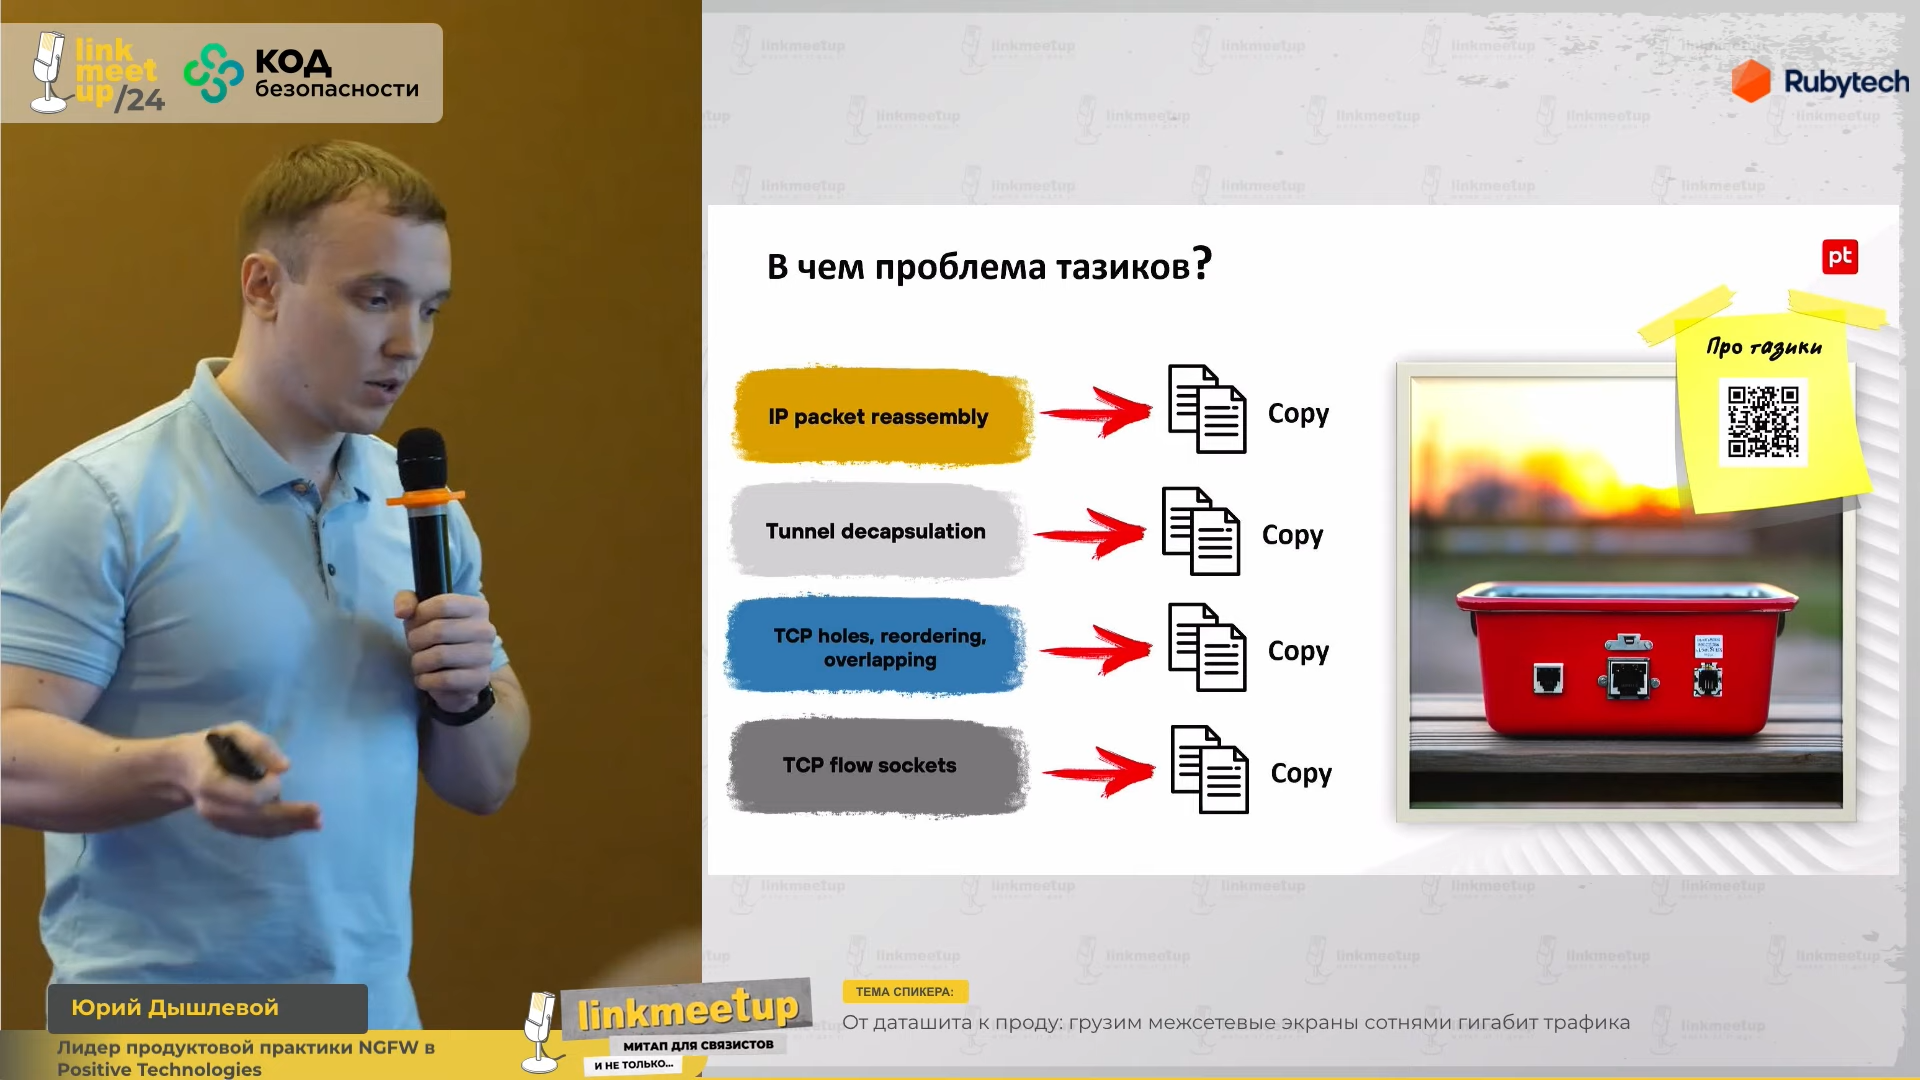 link
meet
up/24
КОД
безопасности
Rubytech
В чем проблема тазиков?
pt
Про тазики
IP packet reassembly
Copy
Tunnel decapsulation
Copy
TCP holes, reordering,
overlapping
Copy
TCP flow sockets
Copy
Юрий Дышлевой
Лидер продуктовой практики NGFW в
Positive Technologies
linkmeetup
МИТАП ДЛЯ СВЯЗИСТОВ
И НЕ ТОЛЬКО...
ТЕМА СПИКЕРА:
От даташита к проду: грузим межсетевые экраны сотнями гигабит трафика